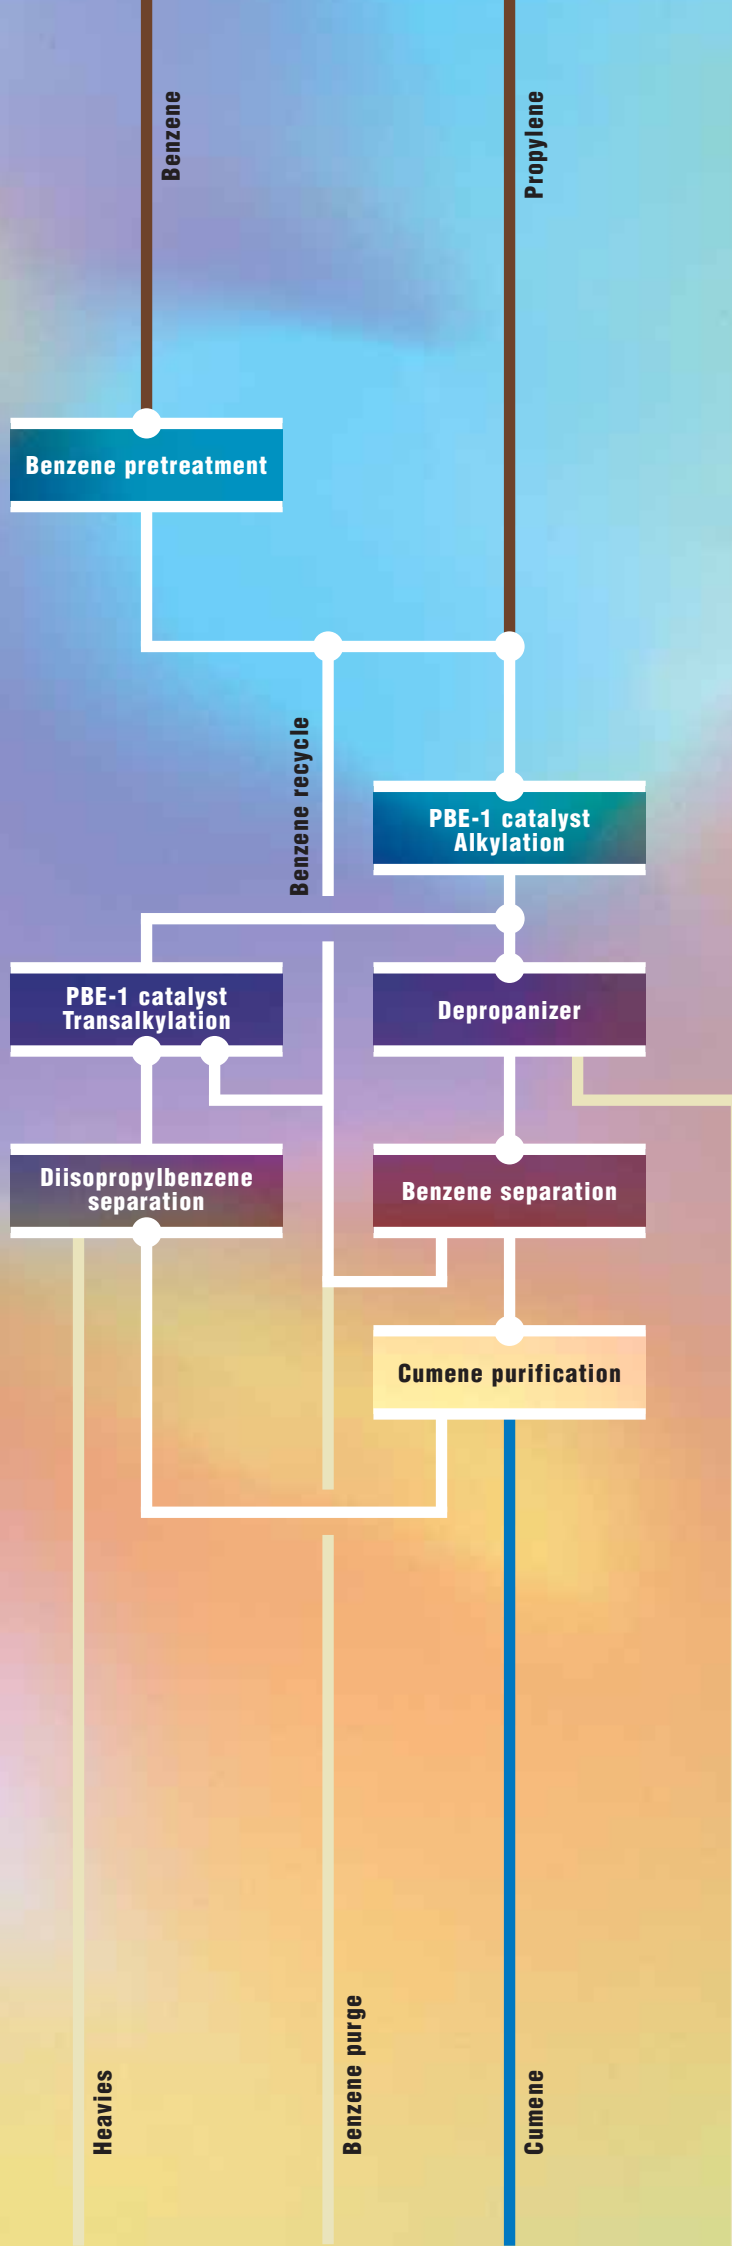 Benzene
Propylene
Benzene pretreatment
Benzene recycle
PBE-1 catalyst
Alkylation
PBE-1 catalyst
Transalkylation
Depropanizer
Diisopropylbenzene
separation
Benzene separation
Cumene purification
Heavies
Benzene purge
Cumene